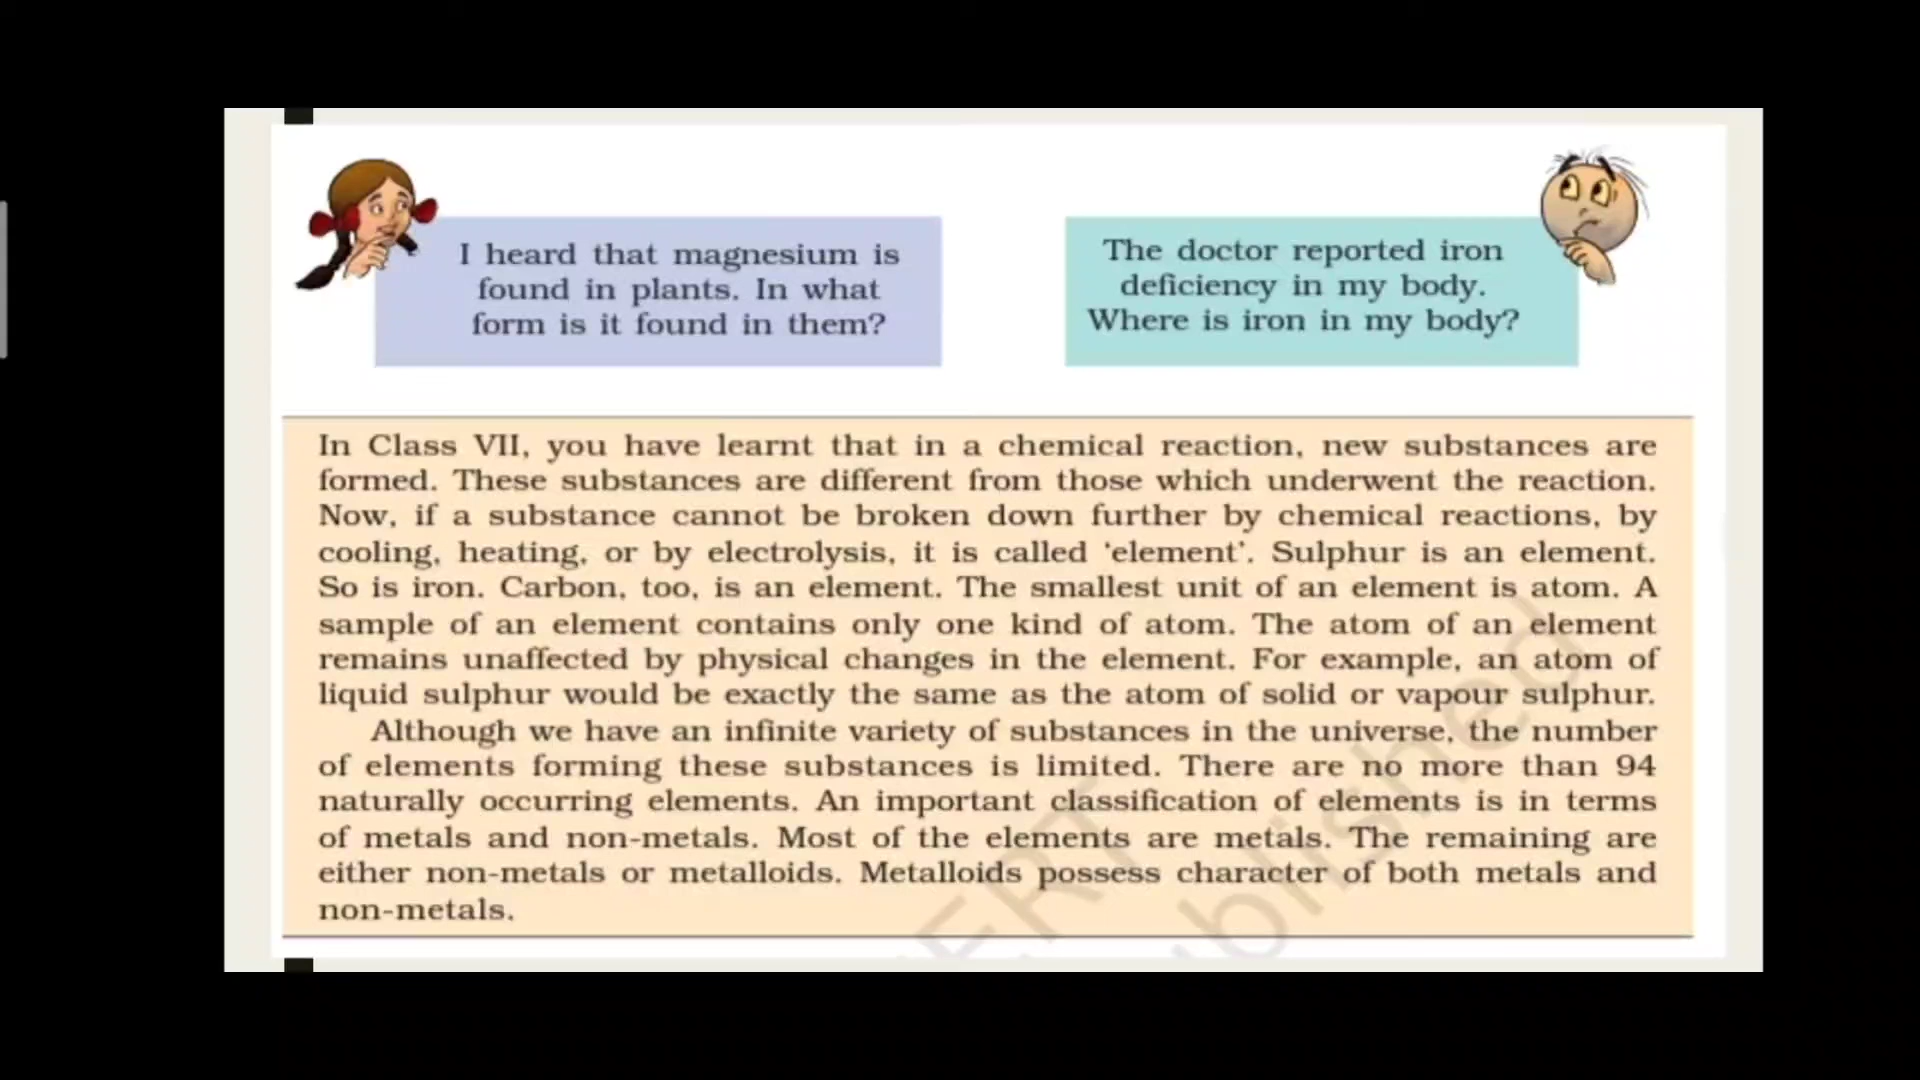 I heard that magnesium is
found in plants. In what
form is it found in them?
The doctor reported iron
deficiency in my body.
Where is iron in my body?
In Class VII, you have learnt that in a chemical reaction, new substances are
formed. These substances are different from those which underwent the reaction.
Now, if a substance cannot be broken down further by chemical reactions, by
cooling, heating, or by electrolysis, it is called ‘element’. Sulphur is an element.
So is iron. Carbon, too, is an element. The smallest unit of an element is atom. A
sample of an element contains only one kind of atom. The atom of an element
remains unaffected by physical changes in the element. For example, an atom of
liquid sulphur would be exactly the same as the atom of solid or vapour sulphur.
Although we have an infinite variety of substances in the universe, the number
of elements forming these substances is limited. There are no more than 94
naturally occurring elements. An important classification of elements is in terms
of metals and non-metals. Most of the elements are metals. The remaining are
either non-metals or metalloids. Metalloids possess character of both metals and
non-metals.